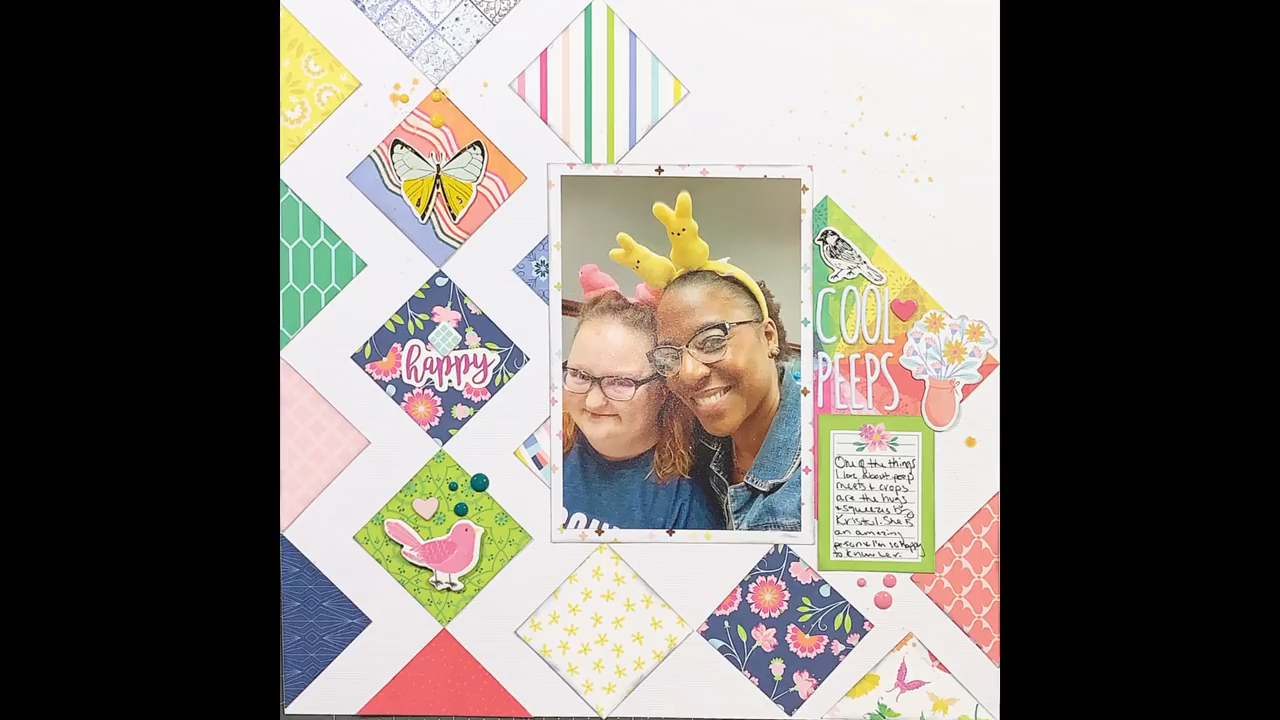 happy
COOL
PEEPS
One of the things
I love about peep
meets & crops
are the hugs
& squeezes by
Kristol. She is
an amazing
person & I'm so happy
to know her.